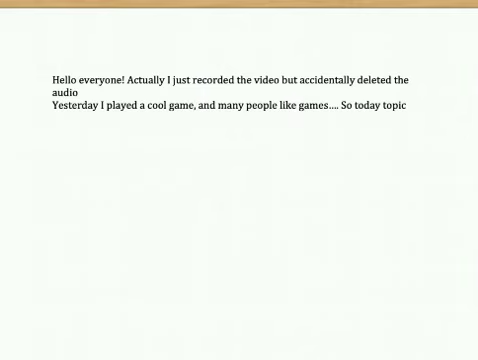 Hello everyone! Actually I just recorded the video but accidentally deleted the
audio
Yesterday I played a cool game, and many people like games…. So today topic